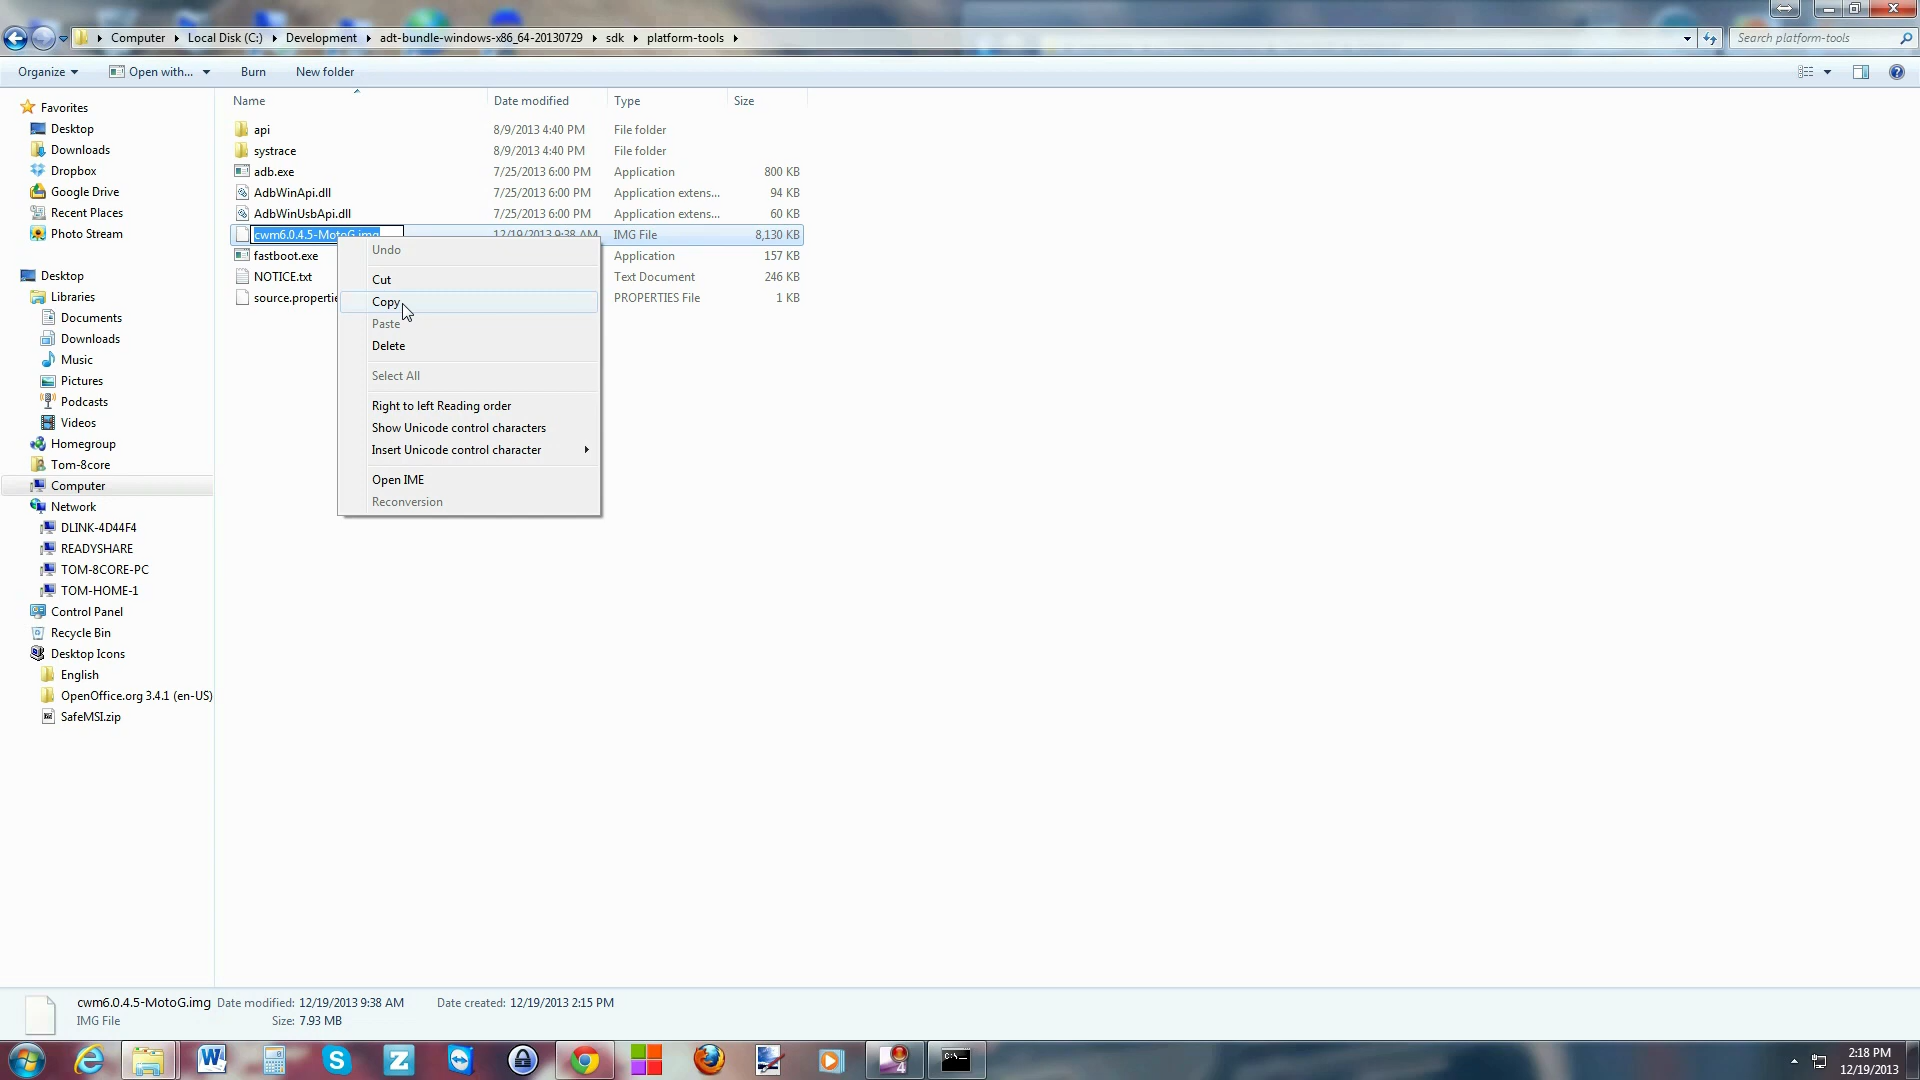 Computer Local Disk (C:) Development adt-bundle-windows-x86_64-20130729 sdk platform-tools Search platform-tools
Organize Open with... Burn New folder
Name Date modified Type Size
api 8/9/2013 4:40 PM File folder
systrace 8/9/2013 4:40 PM File folder
adb.exe 7/25/2013 6:00 PM Application 800 KB
AdbWinApi.dll 7/25/2013 6:00 PM Application extens... 94 KB
AdbWinUsbApi.dll 7/25/2013 6:00 PM Application extens... 60 KB
cwm6.0.4.5-MotoG.img 12/19/2013 9:38 AM IMG File 8,130 KB
fastboot.exe Application 157 KB
NOTICE.txt Text Document 246 KB
source.propertie PROPERTIES File 1 KB
Undo
Cut
Copy
Paste
Delete
Select All
Right to left Reading order
Show Unicode control characters
Insert Unicode control character
Open IME
Reconversion
Favorites
Desktop
Downloads
Dropbox
Google Drive
Recent Places
Photo Stream
Desktop
Libraries
Documents
Downloads
Music
Pictures
Podcasts
Videos
Homegroup
Tom-8core
Computer
Network
DLINK-4D44F4
READYSHARE
TOM-8CORE-PC
TOM-HOME-1
Control Panel
Recycle Bin
Desktop Icons
English
OpenOffice.org 3.4.1 (en-US)
SafeMSI.zip
cwm6.0.4.5-MotoG.img Date modified: 12/19/2013 9:38 AM Date created: 12/19/2013 2:15 PM
IMG File Size: 7.93 MB
2:18 PM
12/19/2013